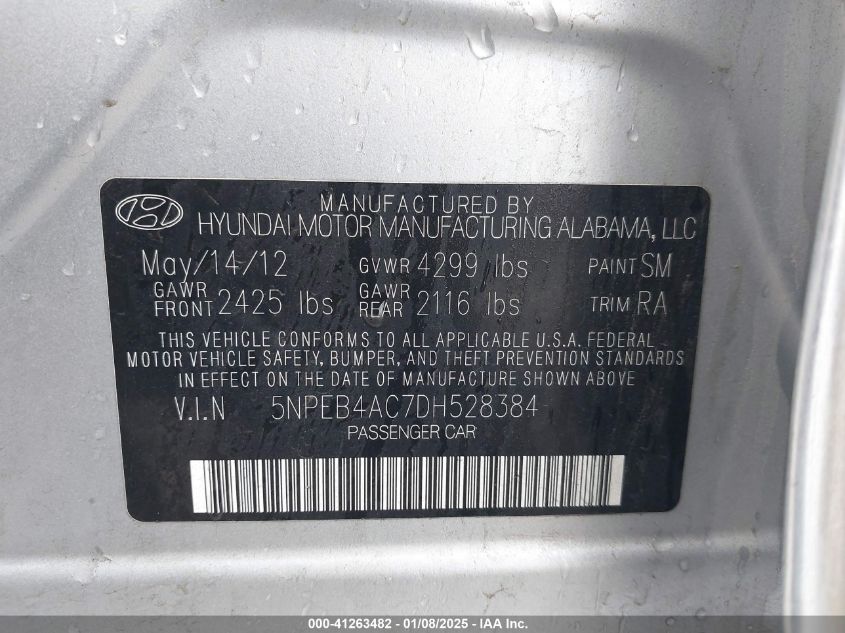 MANUFACTURED BY
HYUNDAI MOTOR MANUFACTURING ALABAMA, LLC
May/14/12 GVWR 4299 lbs PAINT SM
GAWR FRONT 2425 lbs GAWR REAR 2116 lbs TRIM RA
THIS VEHICLE CONFORMS TO ALL APPLICABLE U.S.A. FEDERAL
MOTOR VEHICLE SAFETY, BUMPER, AND THEFT PREVENTION STANDARDS
IN EFFECT ON THE DATE OF MANUFACTURE SHOWN ABOVE
V.I.N 5NPEB4AC7DH528384
PASSENGER CAR
000-41263482 - 01/08/2025 - IAA Inc.